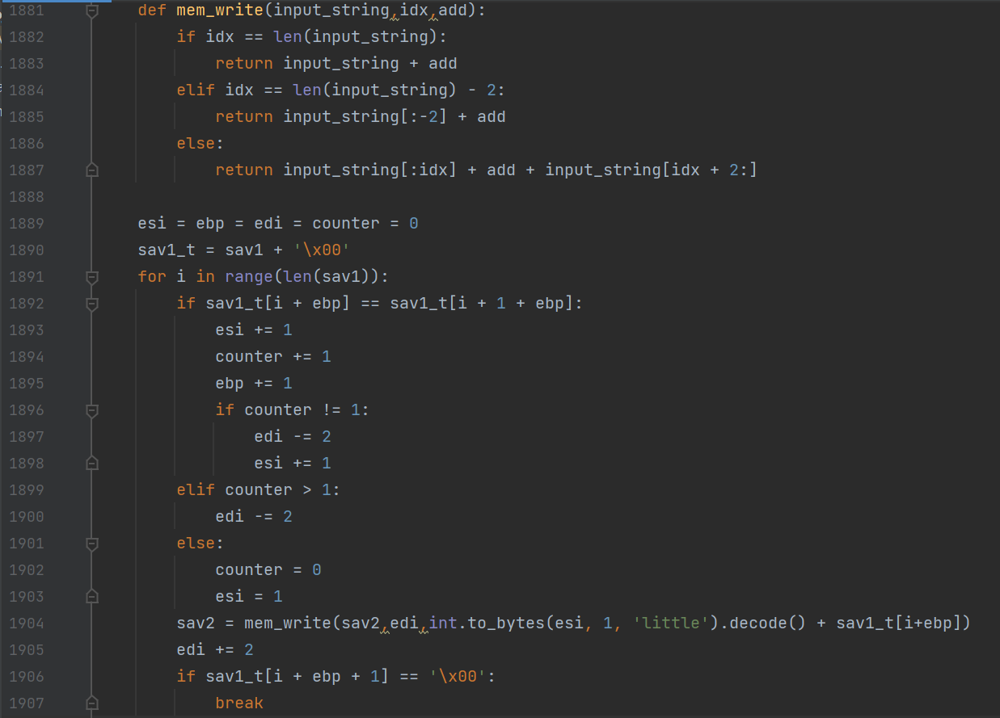 1881 def mem_write(input_string,idx,add):
1882     if idx == len(input_string):
1883         return input_string + add
1884     elif idx == len(input_string) - 2:
1885         return input_string[:-2] + add
1886     else:
1887         return input_string[:idx] + add + input_string[idx + 2:]
1888
1889 esi = ebp = edi = counter = 0
1890 sav1_t = sav1 + '\x00'
1891 for i in range(len(sav1)):
1892     if sav1_t[i + ebp] == sav1_t[i + 1 + ebp]:
1893         esi += 1
1894         counter += 1
1895         ebp += 1
1896         if counter != 1:
1897             edi -= 2
1898             esi += 1
1899     elif counter > 1:
1900         edi -= 2
1901     else:
1902         counter = 0
1903         esi = 1
1904     sav2 = mem_write(sav2,edi,int.to_bytes(esi, 1, 'little').decode() + sav1_t[i+ebp])
1905     edi += 2
1906     if sav1_t[i + ebp + 1] == '\x00':
1907         break